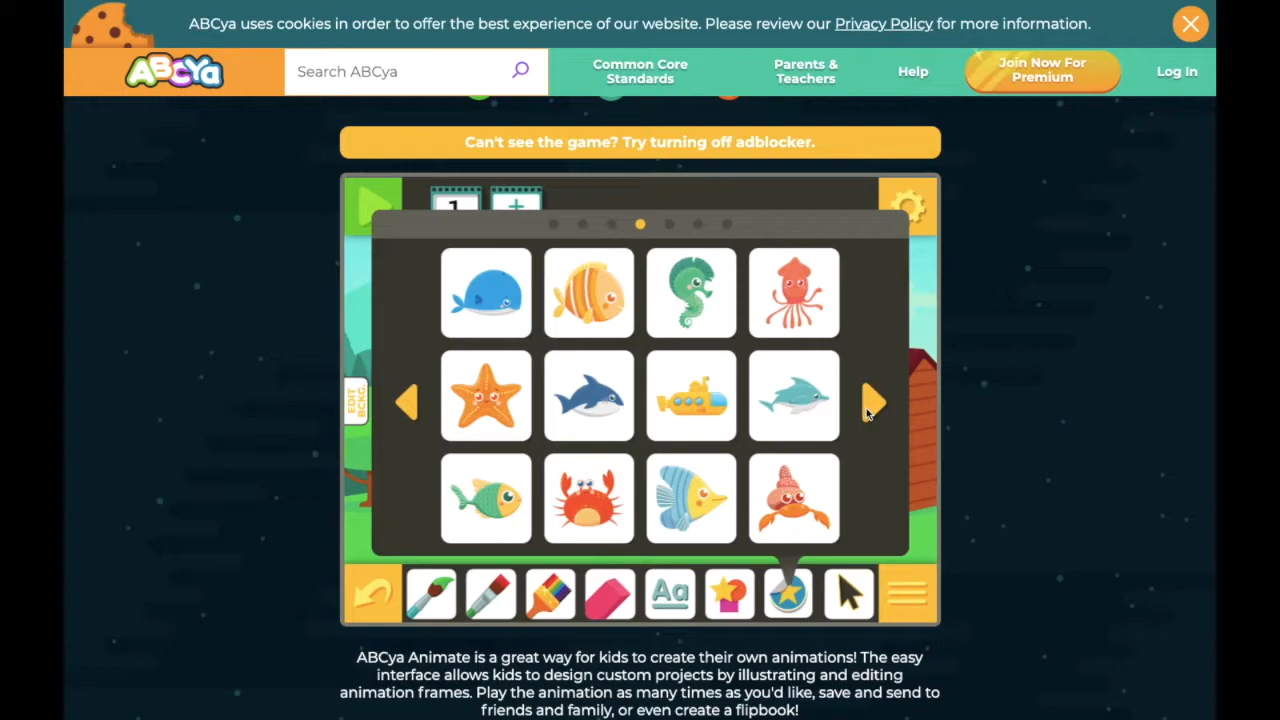 ABCya uses cookies in order to offer the best experience of our website. Please review our Privacy Policy for more information.
ABCYa
Search ABCya
Common Core
Standards
Parents &
Teachers
Help
Join Now For
Premium
Log In
Can't see the game? Try turning off adblocker.
1
+
EDIT
BCKG.
Aa
ABCya Animate is a great way for kids to create their own animations! The easy
interface allows kids to design custom projects by illustrating and editing
animation frames. Play the animation as many times as you'd like, save and send to
friends and family, or even create a flipbook!